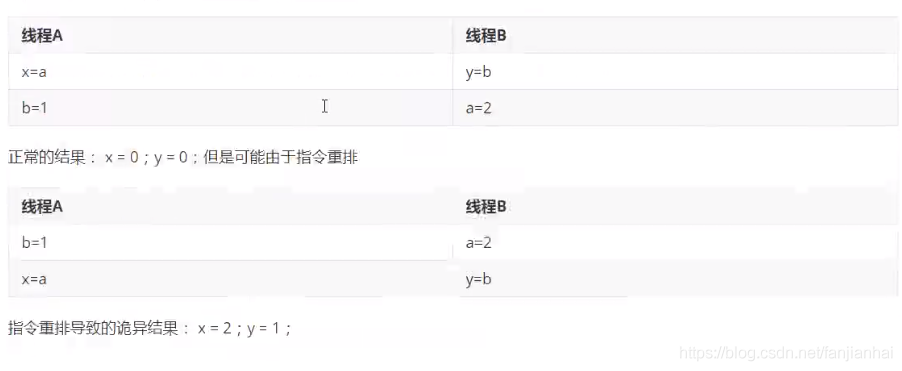 线程A 线程B
x=a y=b
b=1 a=2
正常的结果： x = 0；y = 0；但是可能由于指令重排
线程A 线程B
b=1 a=2
x=a y=b
指令重排导致的诡异结果： x = 2；y = 1；
https://blog.csdn.net/fanjianhai